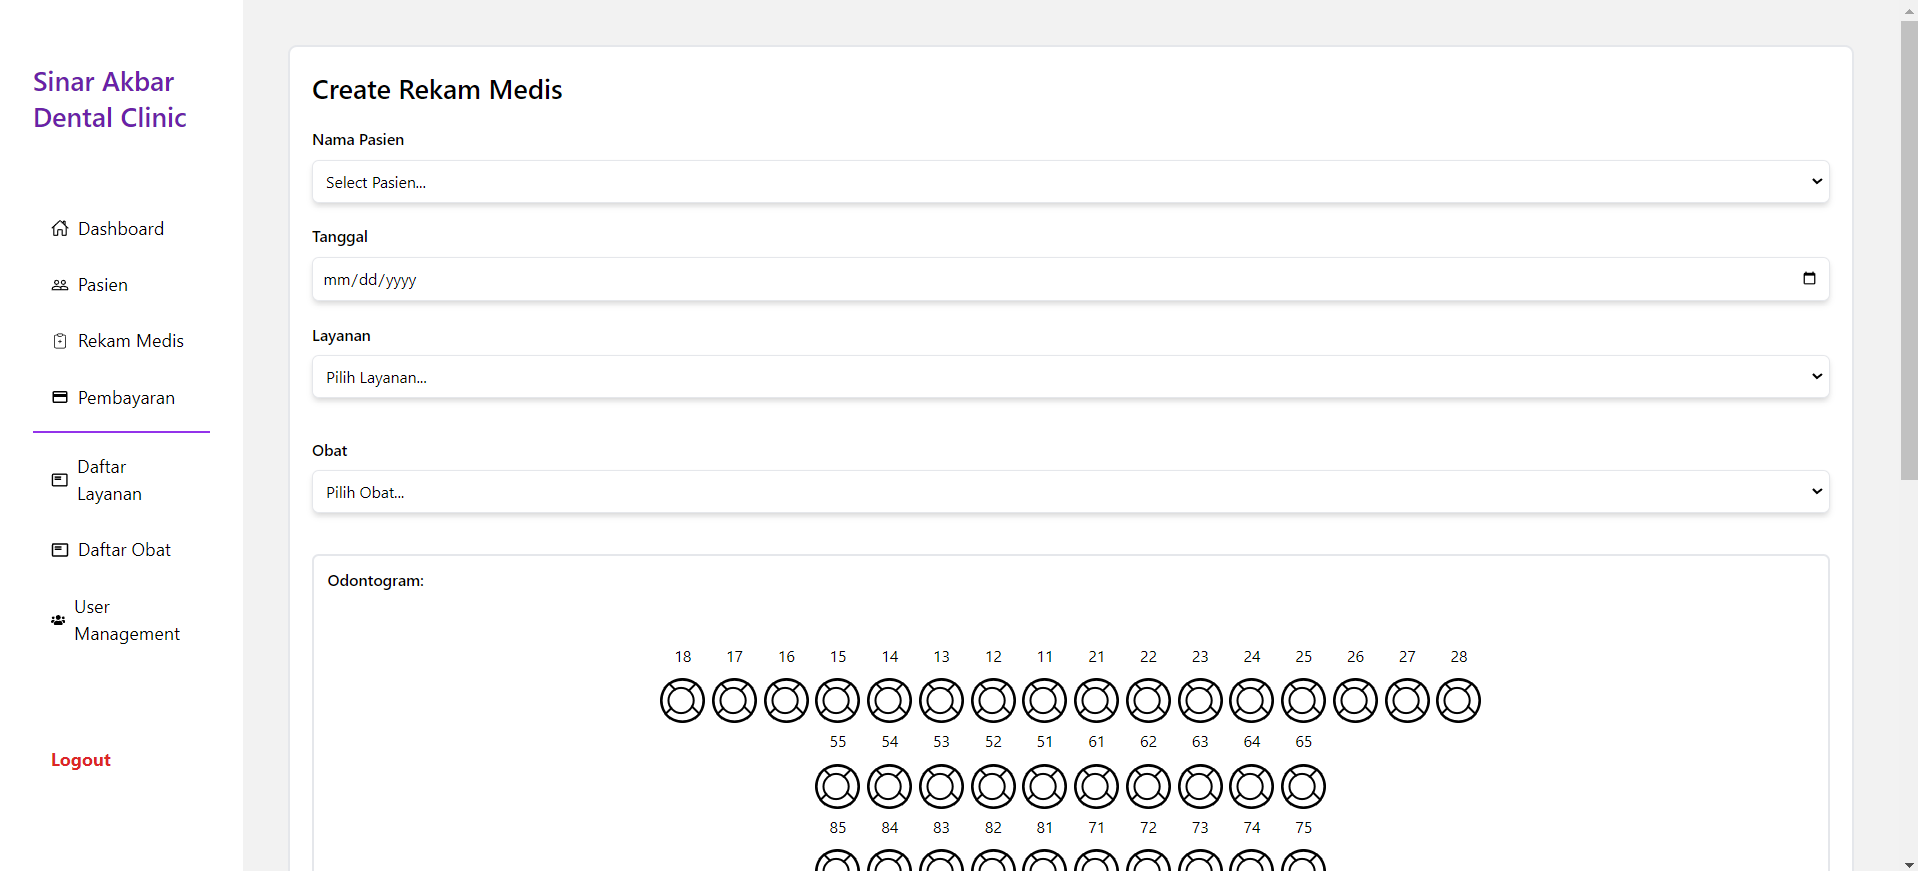 Sinar Akbar
Dental Clinic
Dashboard
Pasien
Rekam Medis
Pembayaran
Daftar
Layanan
Daftar Obat
User
Management
Logout
Create Rekam Medis
Nama Pasien
Select Pasien...
Tanggal
mm/dd/yyyy
Layanan
Pilih Layanan...
Obat
Pilih Obat...
Odontogram:
18 17 16 15 14 13 12 11 21 22 23 24 25 26 27 28
55 54 53 52 51 61 62 63 64 65
85 84 83 82 81 71 72 73 74 75